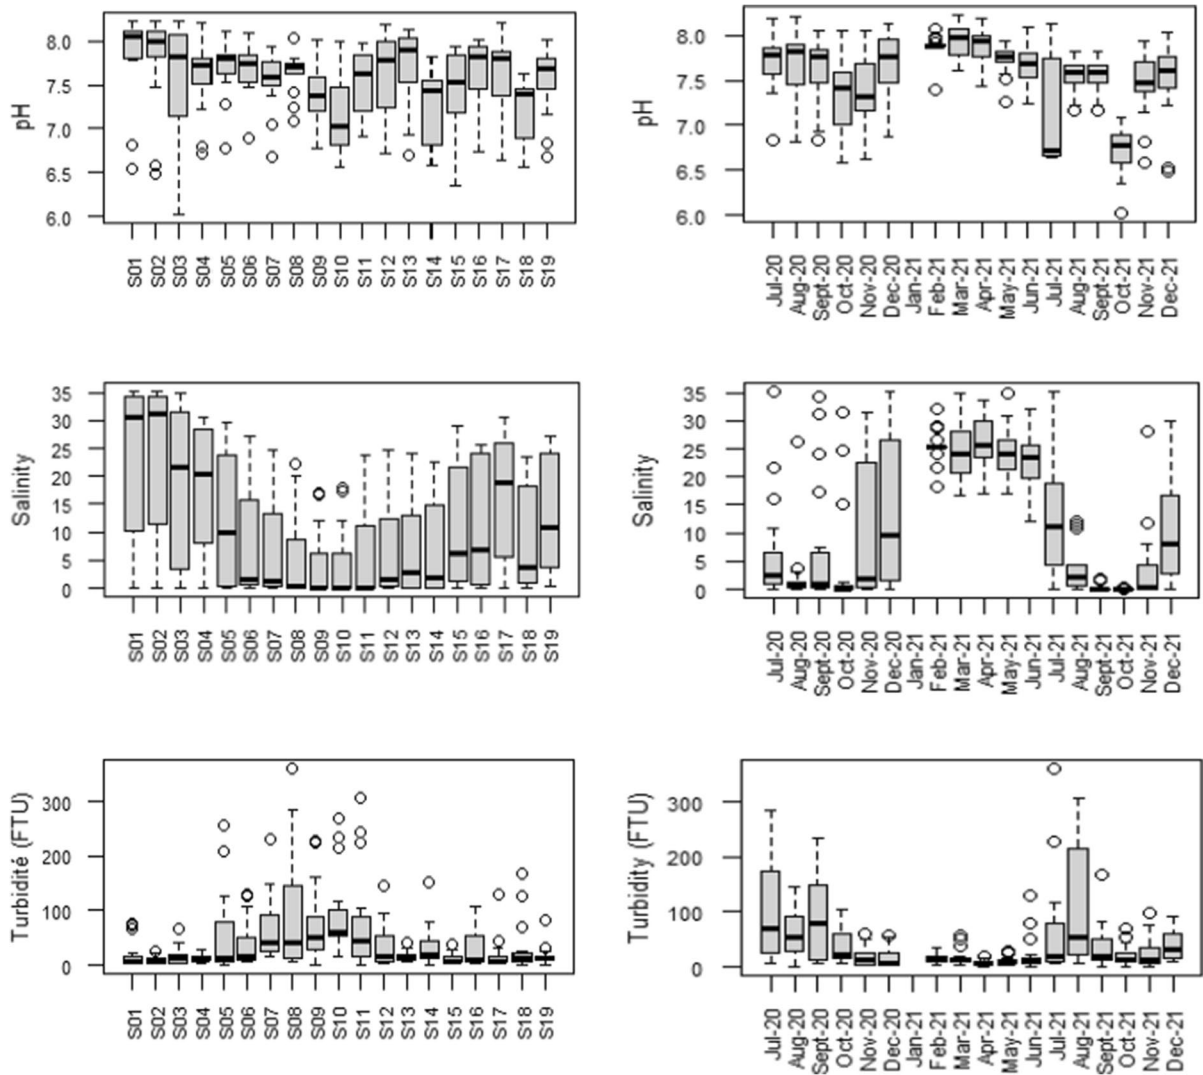 pH
8.0
7.5
7.0
6.5
6.0
S01 S02 S03 S04 S05 S06 S07 S08 S09 S10 S11 S12 S13 S14 S15 S16 S17 S18 S19
pH
8.0
7.5
7.0
6.5
6.0
Jul-20 Aug-20 Sept-20 Oct-20 Nov-20 Dec-20 Jan-21 Feb-21 Mar-21 Apr-21 May-21 Jun-21 Jul-21 Aug-21 Sept-21 Oct-21 Nov-21 Dec-21
Salinity
35
30
25
20
15
10
5
0
S01 S02 S03 S04 S05 S06 S07 S08 S09 S10 S11 S12 S13 S14 S15 S16 S17 S18 S19
Salinity
35
30
25
20
15
10
5
0
Jul-20 Aug-20 Sept-20 Oct-20 Nov-20 Dec-20 Jan-21 Feb-21 Mar-21 Apr-21 May-21 Jun-21 Jul-21 Aug-21 Sept-21 Oct-21 Nov-21 Dec-21
Turbidité (FTU)
300
200
100
0
S01 S02 S03 S04 S05 S06 S07 S08 S09 S10 S11 S12 S13 S14 S15 S16 S17 S18 S19
Turbidity (FTU)
300
200
100
0
Jul-20 Aug-20 Sept-20 Oct-20 Nov-20 Dec-20 Jan-21 Feb-21 Mar-21 Apr-21 May-21 Jun-21 Jul-21 Aug-21 Sept-21 Oct-21 Nov-21 Dec-21